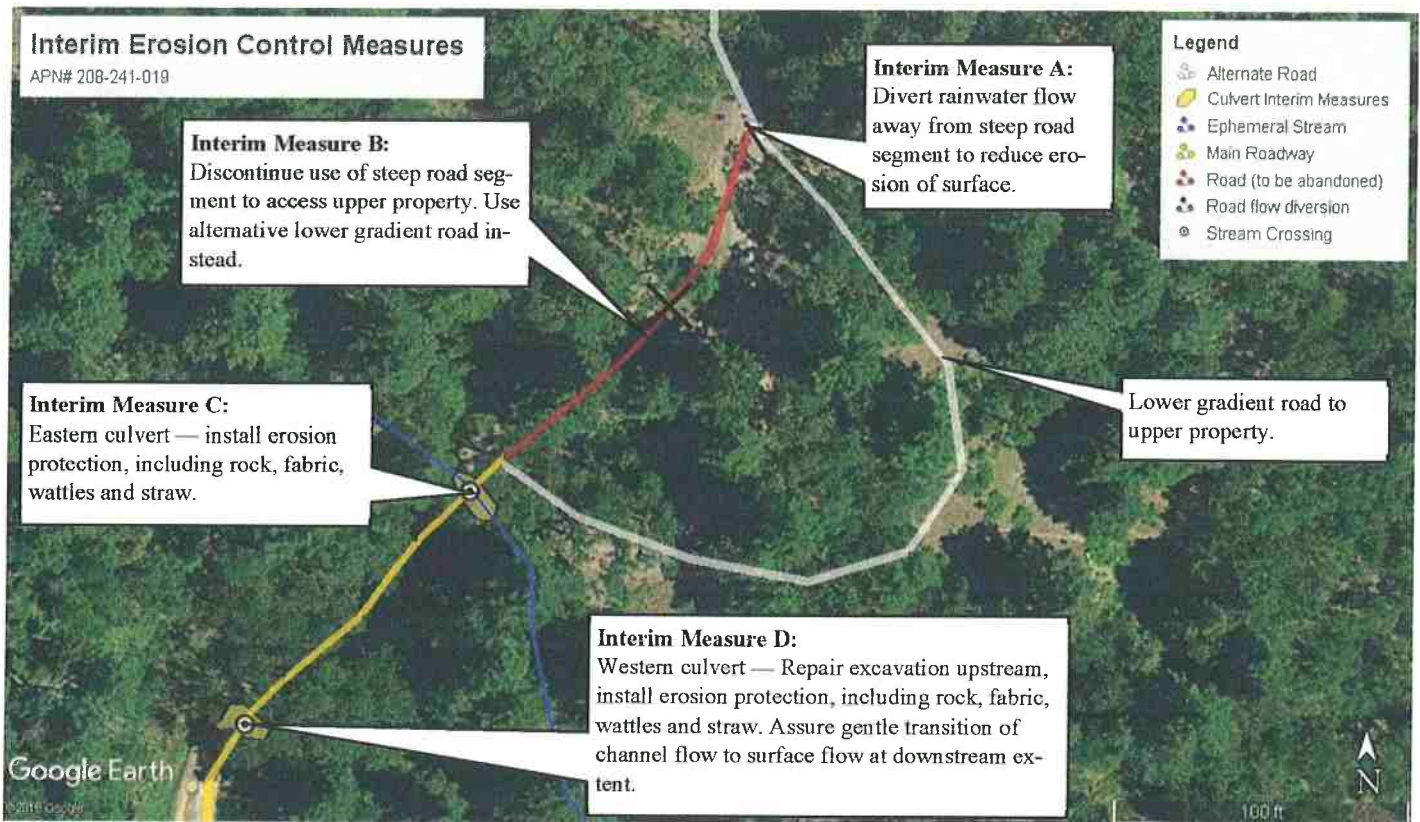 Interim Erosion Control Measures
APN# 208-241-019
Interim Measure A:
Divert rainwater flow
away from steep road
segment to reduce ero-
sion of surface.
Legend
Alternate Road
Culvert Interim Measures
Ephemeral Stream
Main Roadway
Road (to be abandoned)
Road flow diversion
Stream Crossing
Interim Measure B:
Discontinue use of steep road seg-
ment to access upper property. Use
alternative lower gradient road in-
stead.
Interim Measure C:
Eastern culvert — install erosion
protection, including rock, fabric,
wattles and straw.
Lower gradient road to
upper property.
Interim Measure D:
Western culvert — Repair excavation upstream,
install erosion protection, including rock, fabric,
wattles and straw. Assure gentle transition of
channel flow to surface flow at downstream ex-
tent.
Google Earth
N
100 ft